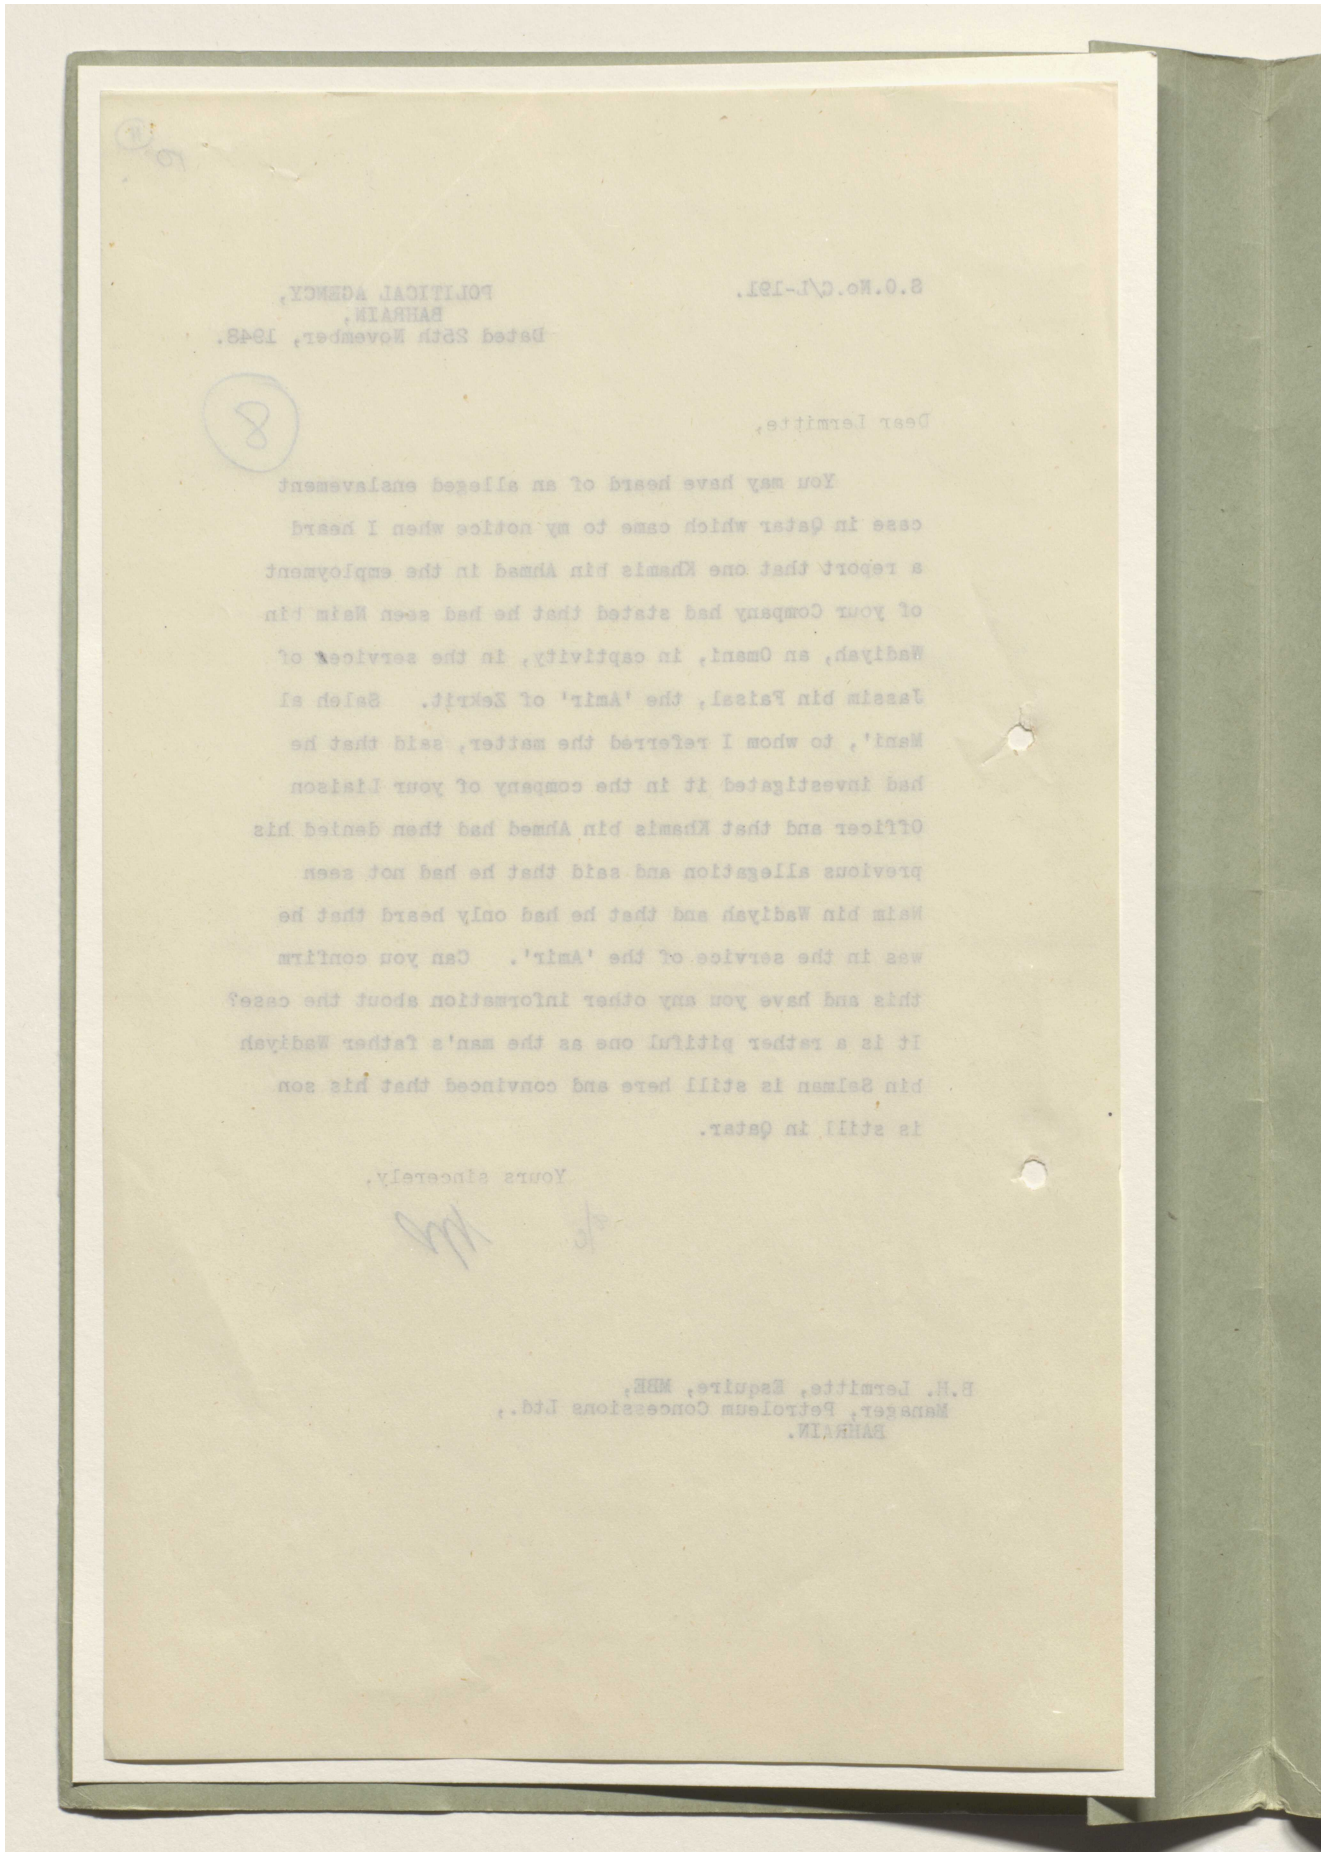 S.O.No.C/L-191.
POLITICAL AGENCY,
BAHRAIN.
Dated 25th November, 1948.
8
Dear Lermitte,
You may have heard of an alleged enslavement
case in Qatar which came to my notice when I heard
a report that one Khamis bin Ahmad in the employment
of your Company had stated that he had seen Naim bin
Wadiyah, an Omani, in captivity, in the service of
Jassim bin Faisal, the 'Amir' of Zekrit. Saleh al
Mani', to whom I referred the matter, said that he
had investigated it in the company of your Liaison
Officer and that Khamis bin Ahmed had then denied his
previous allegation and said that he had not seen
Naim bin Wadiyah and that he had only heard that he
was in the service of the 'Amir'. Can you confirm
this and have you any other information about the case?
It is a rather pitiful one as the man's father Wadiyah
bin Salman is still here and convinced that his son
is still in Qatar.
Yours sincerely,
B.H. Lermitte, Esquire, MBE,
Manager, Petroleum Concessions Ltd.,
BAHRAIN.